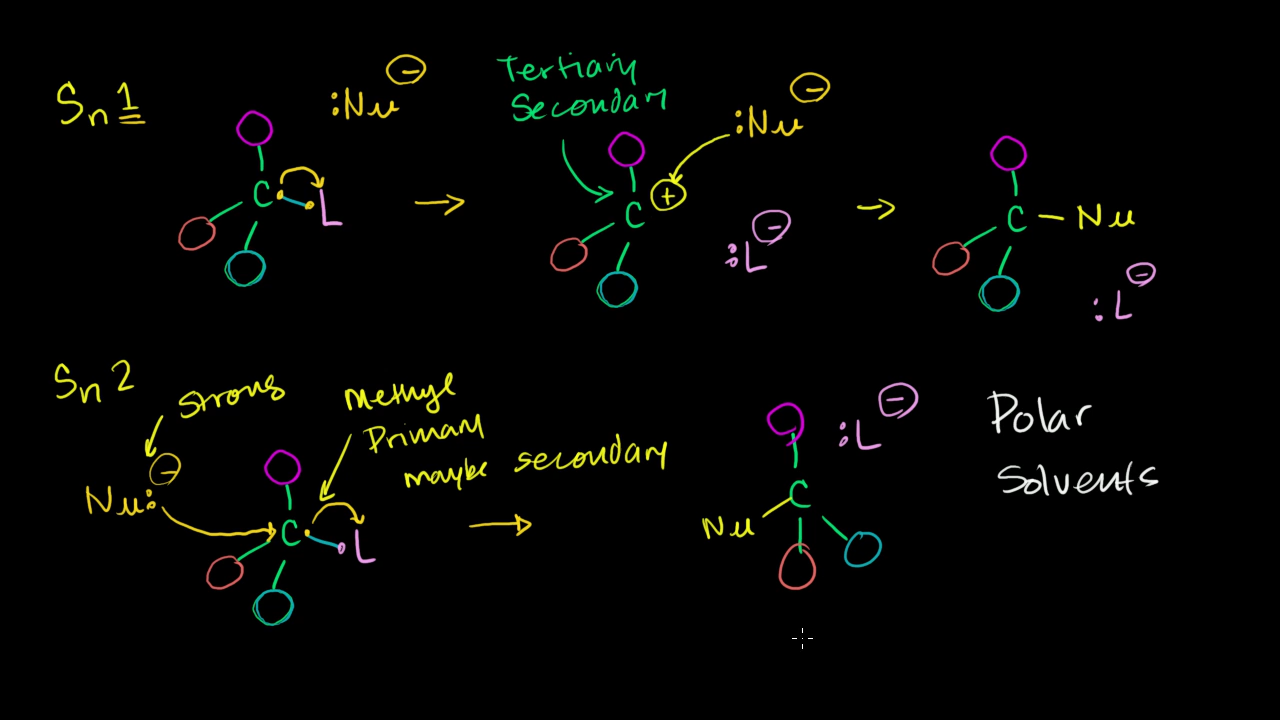 Sn1
:Nu −
C L
Tertiary
Secondary
C +
:Nu −
:L −
C — Nu
:L −
Sn2
strong
Methyl
Primary
maybe secondary
Nu: −
C L
:L −
C
Nu
Polar
Solvents